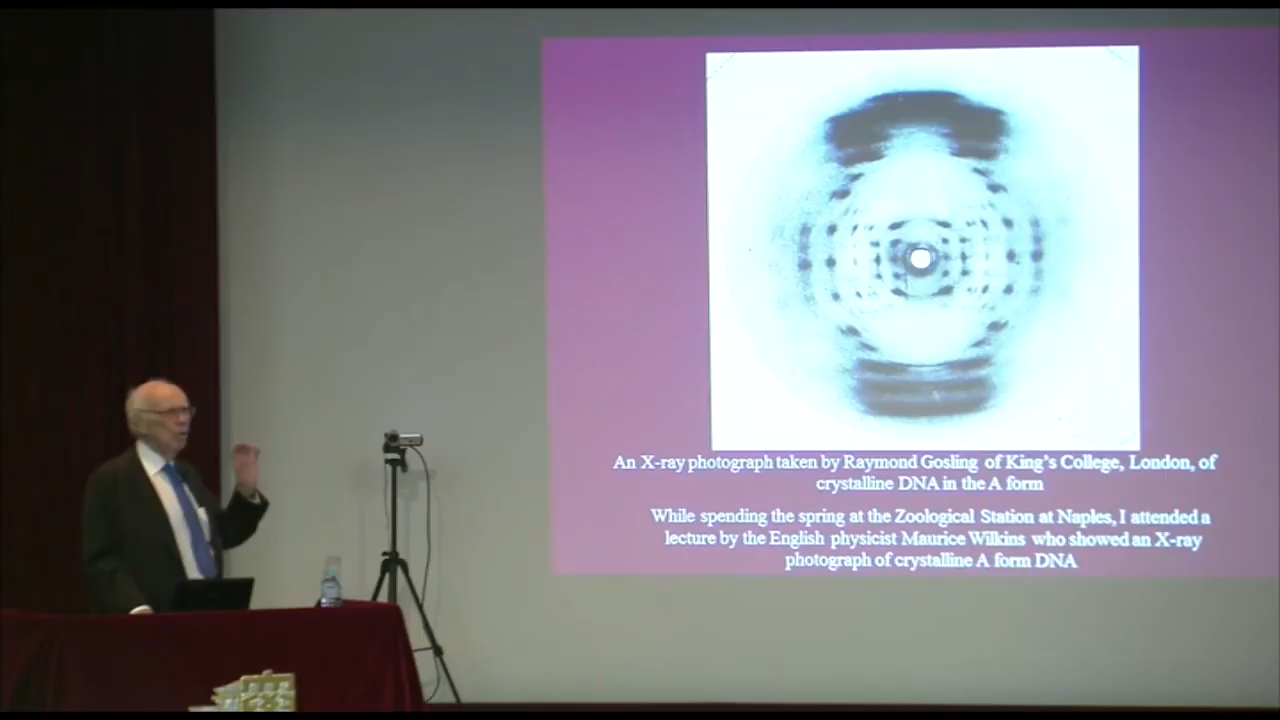 An X-ray photograph taken by Raymond Gosling of King's College, London, of
crystalline DNA in the A form
While spending the spring at the Zoological Station at Naples, I attended a
lecture by the English physicist Maurice Wilkins who showed an X-ray
photograph of crystalline A form DNA